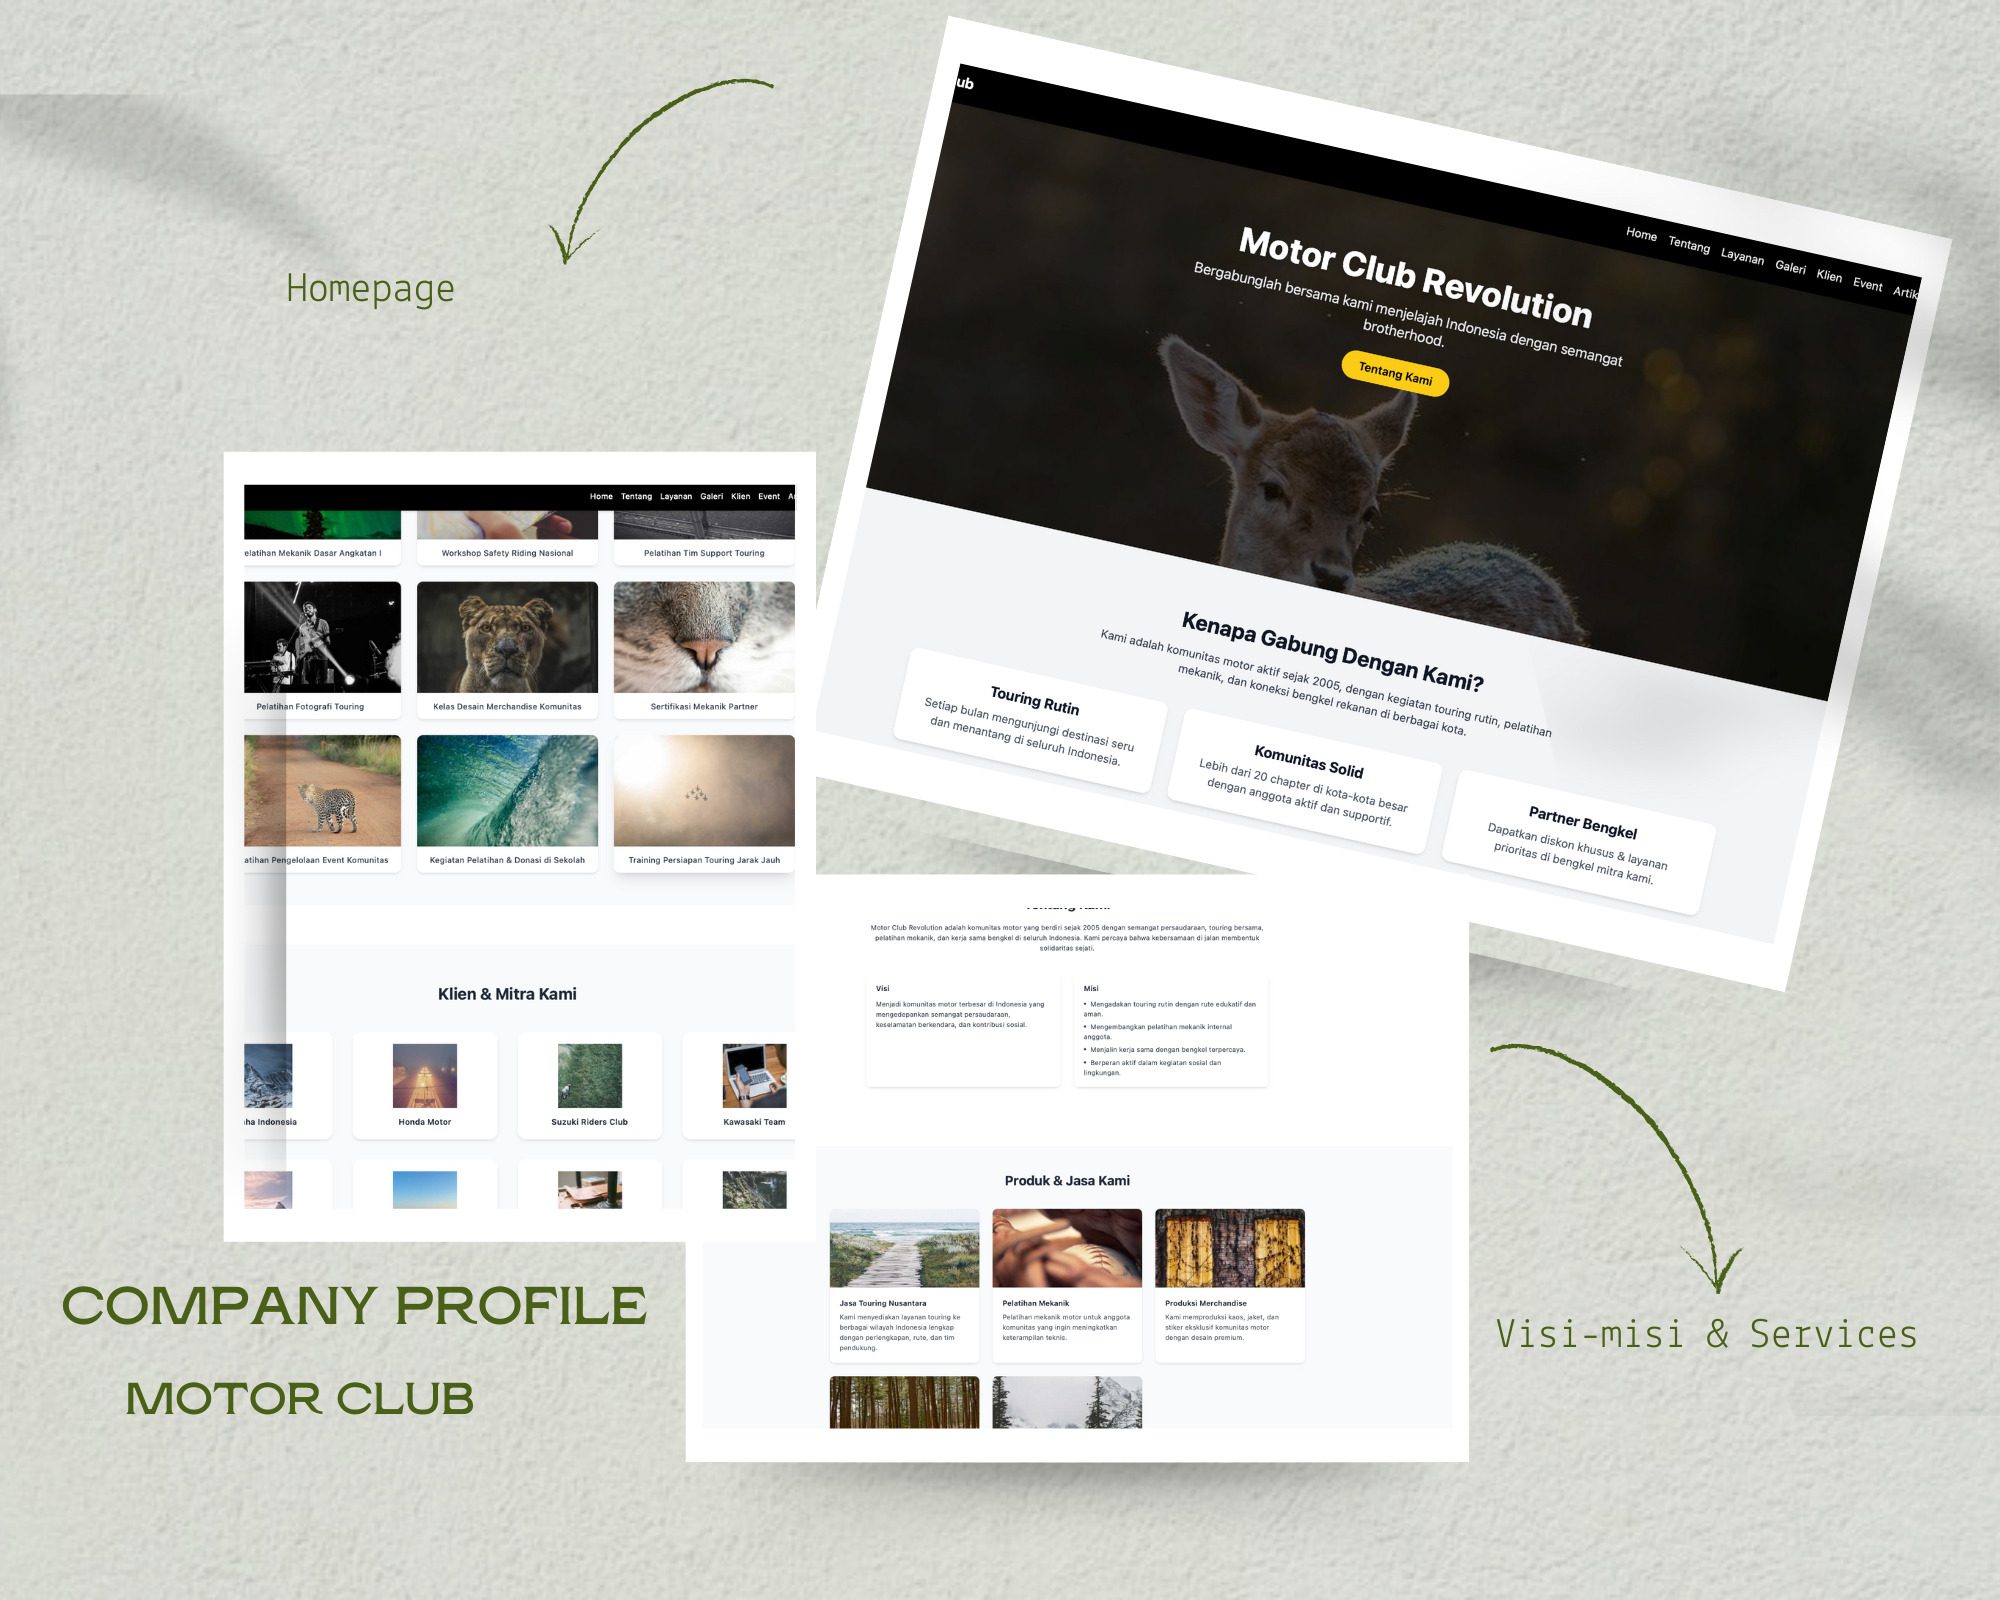 Homepage
ub
Home Tentang Layanan Galeri Klien Event Artik
Motor Club Revolution
Bergabunglah bersama kami menjelajah Indonesia dengan semangat
brotherhood.
Tentang Kami
Kenapa Gabung Dengan Kami?
Kami adalah komunitas motor aktif sejak 2005, dengan kegiatan touring rutin, pelatihan
mekanik, dan koneksi bengkel rekanan di berbagai kota.
Touring Rutin
Setiap bulan mengunjungi destinasi seru
dan menantang di seluruh Indonesia.
Komunitas Solid
Lebih dari 20 chapter di kota-kota besar
dengan anggota aktif dan supportif.
Partner Bengkel
Dapatkan diskon khusus & layanan
prioritas di bengkel mitra kami.
Home Tentang Layanan Galeri Klien Event A
elatihan Mekanik Dasar Angkatan I
Workshop Safety Riding Nasional
Pelatihan Tim Support Touring
Pelatihan Fotografi Touring
Kelas Desain Merchandise Komunitas
Sertifikasi Mekanik Partner
atihan Pengelolaan Event Komunitas
Kegiatan Pelatihan & Donasi di Sekolah
Training Persiapan Touring Jarak Jauh
Klien & Mitra Kami
ha Indonesia
Honda Motor
Suzuki Riders Club
Kawasaki Team
Tentang Kami
Motor Club Revolution adalah komunitas motor yang berdiri sejak 2005 dengan semangat persaudaraan, touring bersama,
pelatihan mekanik, dan kerja sama bengkel di seluruh Indonesia. Kami percaya bahwa kebersamaan di jalan membentuk
solidaritas sejati.
Visi
Menjadi komunitas motor terbesar di Indonesia yang
mengedepankan semangat persaudaraan,
keselamatan berkendara, dan kontribusi sosial.
Misi
• Mengadakan touring rutin dengan rute edukatif dan
aman.
• Mengembangkan pelatihan mekanik internal
anggota.
• Menjalin kerja sama dengan bengkel terpercaya.
• Berperan aktif dalam kegiatan sosial dan
lingkungan.
Produk & Jasa Kami
Jasa Touring Nusantara
Kami menyediakan layanan touring ke
berbagai wilayah Indonesia lengkap
dengan perlengkapan, rute, dan tim
pendukung.
Pelatihan Mekanik
Pelatihan mekanik motor untuk anggota
komunitas yang ingin meningkatkan
keterampilan teknis.
Produksi Merchandise
Kami memproduksi kaos, jaket, dan
stiker eksklusif komunitas motor
dengan desain premium.
COMPANY PROFILE
MOTOR CLUB
Visi-misi & Services